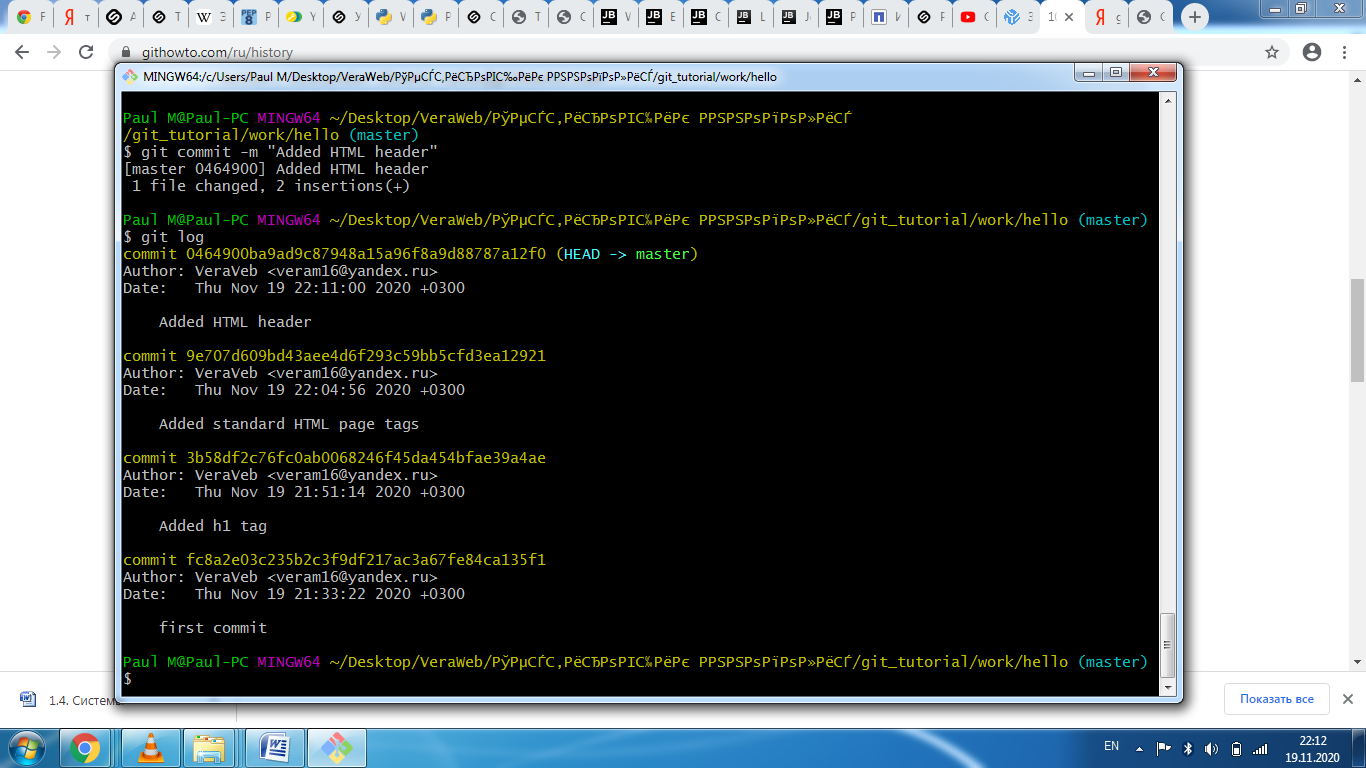 githowto.com/ru/history
MINGW64:/c/Users/Paul M/Desktop/VeraWeb/РўРµСЃС‚РёСЂРѕРІС‰РёРє РРЅРЅРѕРїРѕР»РёСЃ/git_tutorial/work/hello
Paul M@Paul-PC MINGW64 ~/Desktop/VeraWeb/РўРµСЃС‚РёСЂРѕРІС‰РёРє РРЅРЅРѕРїРѕР»РёСЃ
/git_tutorial/work/hello (master)
$ git commit -m "Added HTML header"
[master 0464900] Added HTML header
1 file changed, 2 insertions(+)
Paul M@Paul-PC MINGW64 ~/Desktop/VeraWeb/РўРµСЃС‚РёСЂРѕРІС‰РёРє РРЅРЅРѕРїРѕР»РёСЃ/git_tutorial/work/hello (master)
$ git log
commit 0464900ba9ad9c87948a15a96f8a9d88787a12f0 (HEAD -> master)
Author: VeraVeb <veram16@yandex.ru>
Date:   Thu Nov 19 22:11:00 2020 +0300
Added HTML header
commit 9e707d609bd43aee4d6f293c59bb5cfd3ea12921
Author: VeraVeb <veram16@yandex.ru>
Date:   Thu Nov 19 22:04:56 2020 +0300
Added standard HTML page tags
commit 3b58df2c76fc0ab0068246f45da454bfae39a4ae
Author: VeraVeb <veram16@yandex.ru>
Date:   Thu Nov 19 21:51:14 2020 +0300
Added h1 tag
commit fc8a2e03c235b2c3f9df217ac3a67fe84ca135f1
Author: VeraVeb <veram16@yandex.ru>
Date:   Thu Nov 19 21:33:22 2020 +0300
first commit
Paul M@Paul-PC MINGW64 ~/Desktop/VeraWeb/РўРµСЃС‚РёСЂРѕРІС‰РёРє РРЅРЅРѕРїРѕР»РёСЃ/git_tutorial/work/hello (master)
$
1.4. Система
Показать все
EN
22:12
19.11.2020